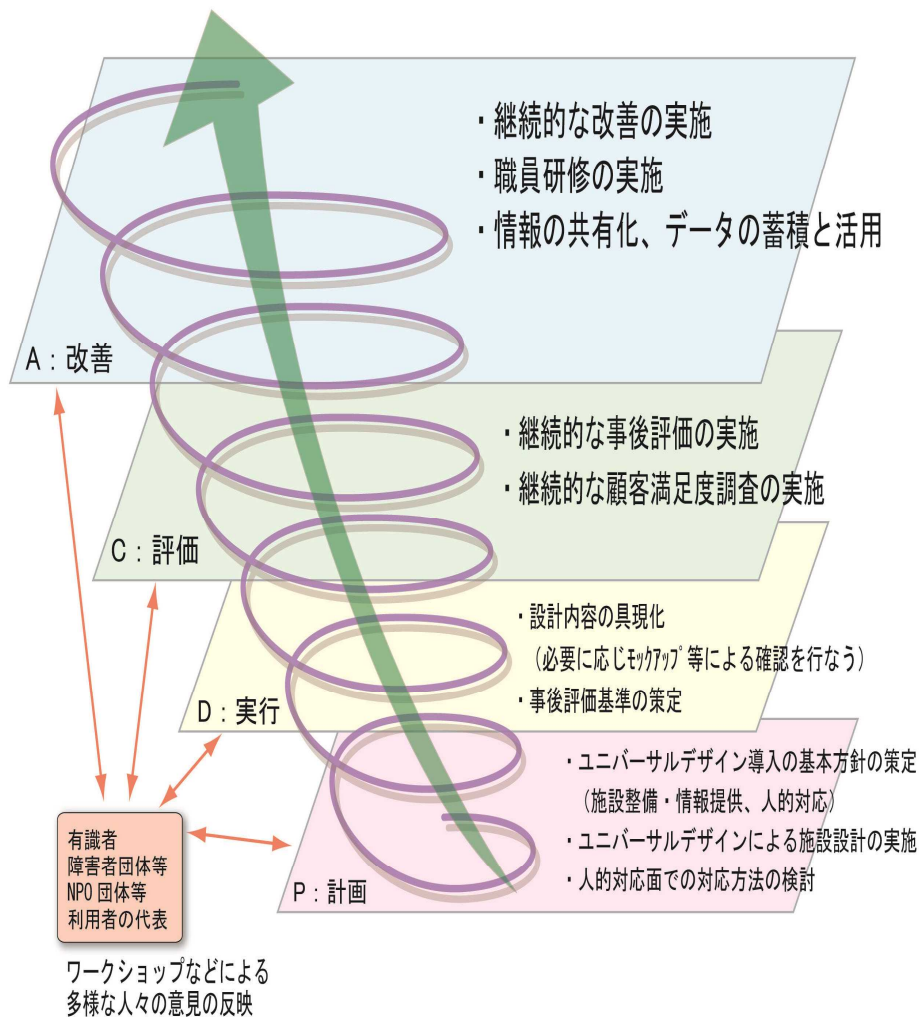 ・継続的な改善の実施
・職員研修の実施
・情報の共有化、データの蓄積と活用
A：改善
・継続的な事後評価の実施
・継続的な顧客満足度調査の実施
C：評価
・設計内容の具現化
（必要に応じﾓｯｸｱｯﾌﾟ等による確認を行なう）
・事後評価基準の策定
D：実行
・ユニバーサルデザイン導入の基本方針の策定
（施設整備・情報提供、人的対応）
・ユニバーサルデザインによる施設設計の実施
・人的対応面での対応方法の検討
P：計画
有識者
障害者団体等
NPO 団体等
利用者の代表
ワークショップなどによる
多様な人々の意見の反映